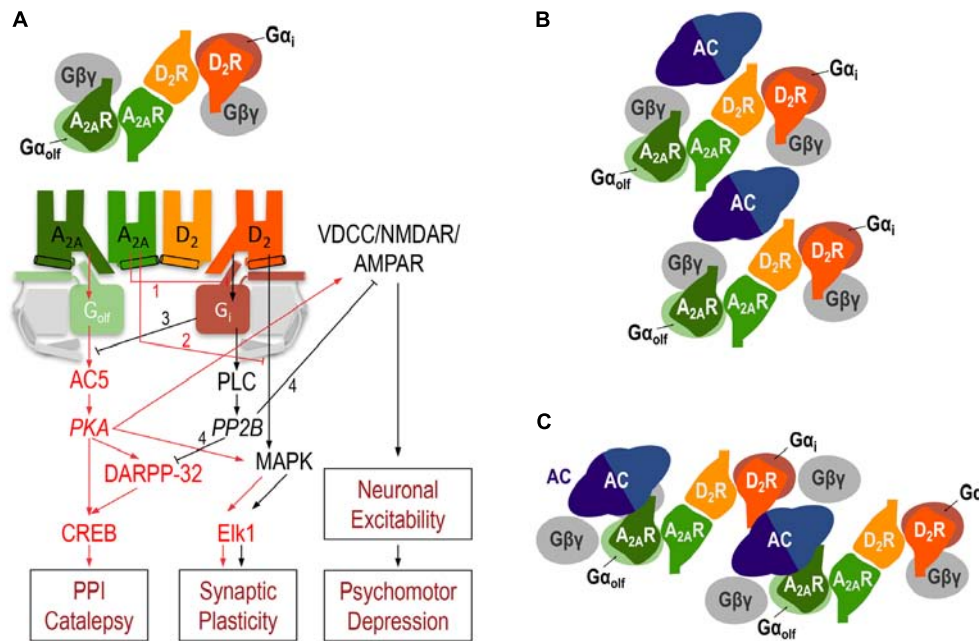 A
Gαi
Gβγ
D2R
D2R
A2AR
A2AR
Gβγ
Gαolf
A2A
A2A
D2
D2
VDCC/NMDAR/
AMPAR
1
Golf
Gi
3
2
AC5
PLC
4
PKA
PP2B
4
DARPP-32
MAPK
CREB
Elk1
Neuronal
Excitability
PPI
Catalepsy
Synaptic
Plasticity
Psychomotor
Depression
B
AC
Gαi
D2R
D2R
Gβγ
A2AR
A2AR
Gβγ
Gαolf
AC
Gαi
D2R
D2R
Gβγ
A2AR
A2AR
Gβγ
Gαolf
C
Gαi
AC
AC
D2R
D2R
Gβγ
Gα
Gβγ
A2AR
A2AR
AC
D2R
D2R
Gαolf
Gβγ
A2AR
A2AR
Gβγ
Gαolf